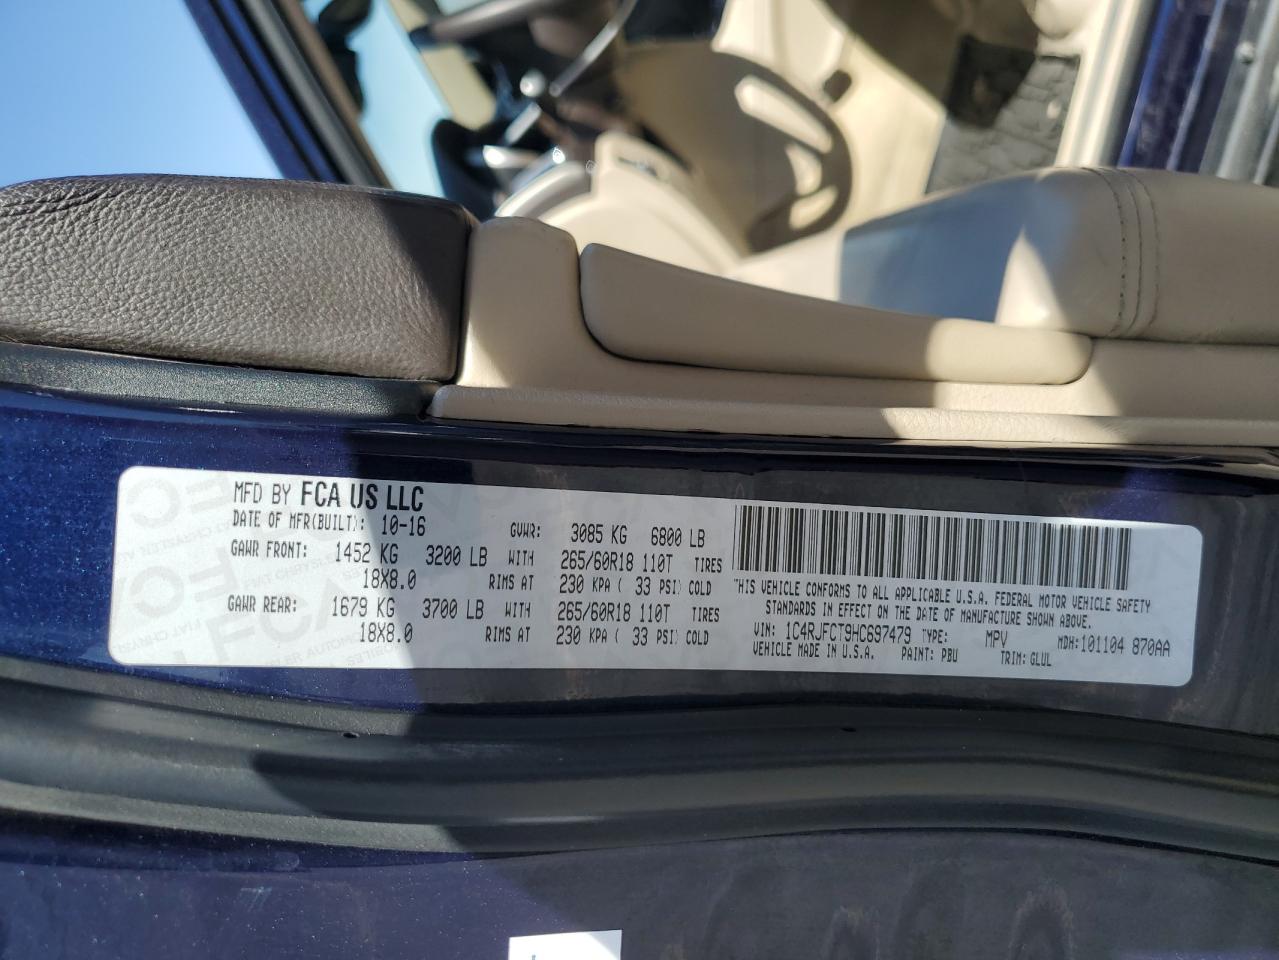 MFD BY FCA US LLC
DATE OF MFR(BUILT): 10-16 GVWR: 3085 KG 6800 LB
GAWR FRONT: 1452 KG 3200 LB WITH 265/60R18 110T TIRES
18X8.0 RIMS AT 230 KPA ( 33 PSI) COLD
GAWR REAR: 1679 KG 3700 LB WITH 265/60R18 110T TIRES
18X8.0 RIMS AT 230 KPA ( 33 PSI) COLD
THIS VEHICLE CONFORMS TO ALL APPLICABLE U.S.A. FEDERAL MOTOR VEHICLE SAFETY
STANDARDS IN EFFECT ON THE DATE OF MANUFACTURE SHOWN ABOVE.
VIN: 1C4RJFCT9HC697479 TYPE: MPV MDH:101104 870AA
VEHICLE MADE IN U.S.A. PAINT: PBU TRIM: GLUL